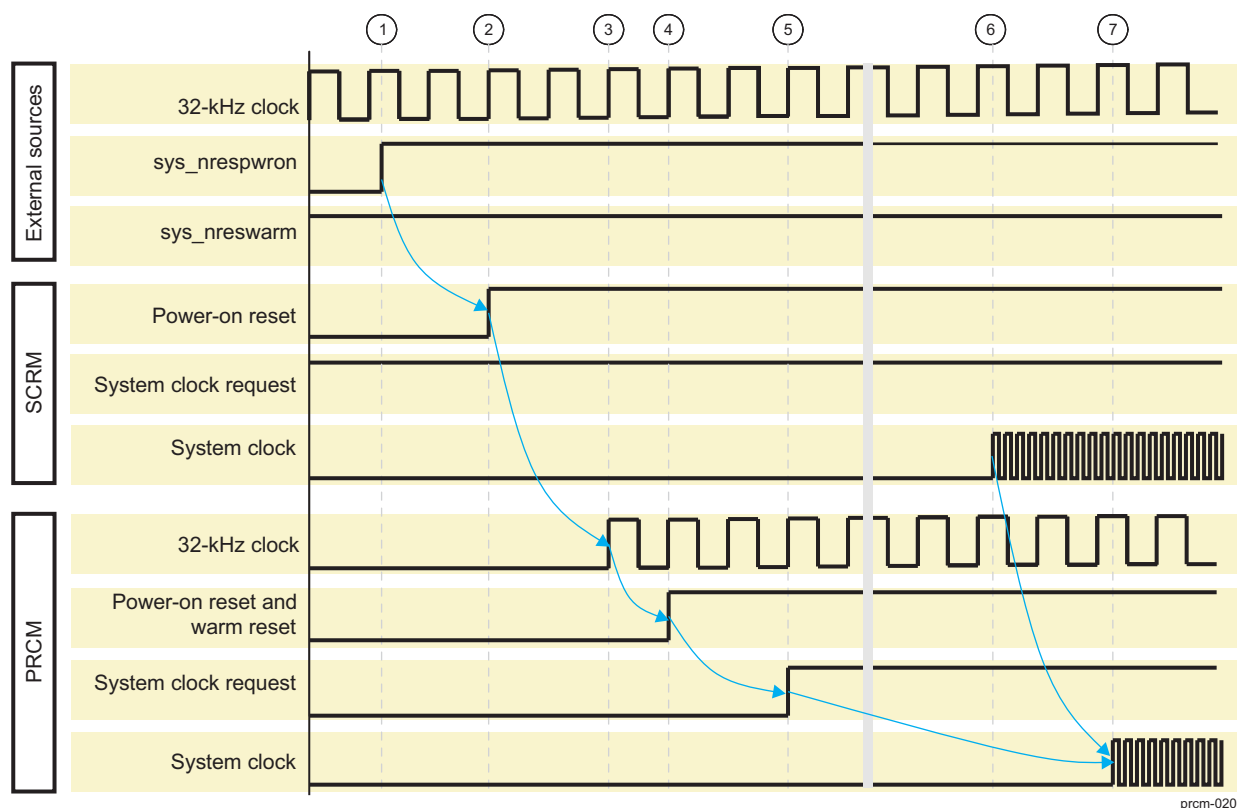 1 2 3 4 5 6 7
External sources
32-kHz clock
sys_nrespwron
sys_nreswarm
SCRM
Power-on reset
System clock request
System clock
PRCM
32-kHz clock
Power-on reset and
warm reset
System clock request
System clock
prcm-020